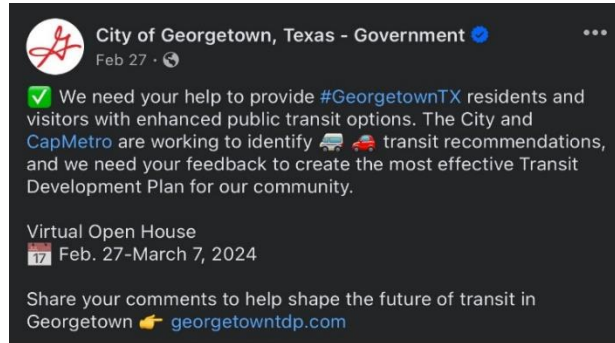 City of Georgetown, Texas - Government
Feb 27 ·
✅ We need your help to provide #GeorgetownTX residents and
visitors with enhanced public transit options. The City and
CapMetro are working to identify 🚐 🚗 transit recommendations,
and we need your feedback to create the most effective Transit
Development Plan for our community.
Virtual Open House
📅 Feb. 27-March 7, 2024
Share your comments to help shape the future of transit in
Georgetown 👉 georgetowntdp.com